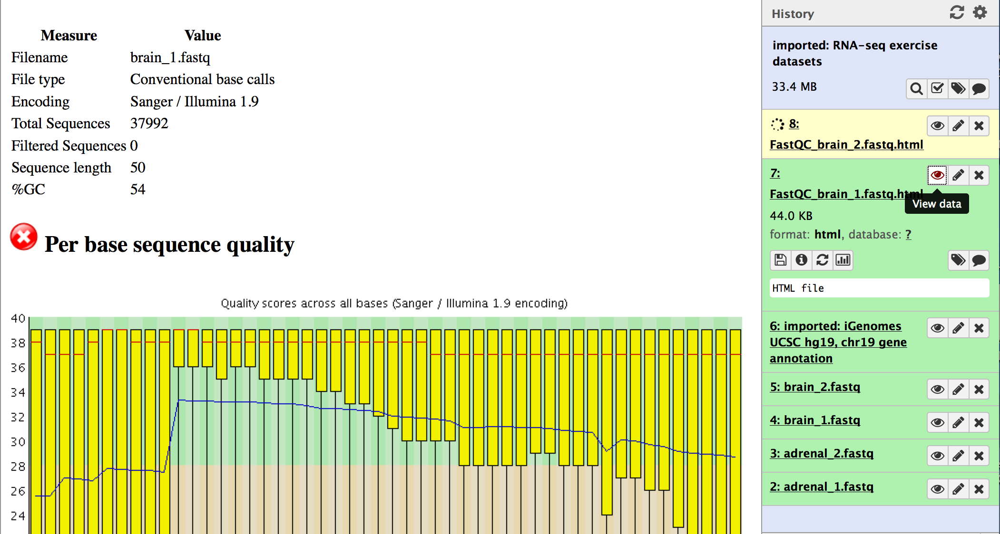 Measure Value
Filename brain_1.fastq
File type Conventional base calls
Encoding Sanger / Illumina 1.9
Total Sequences 37992
Filtered Sequences 0
Sequence length 50
%GC 54
Per base sequence quality
Quality scores across all bases (Sanger / Illumina 1.9 encoding)
40
38
36
34
32
30
28
26
24
History
imported: RNA-seq exercise
datasets
33.4 MB
8:
FastQC_brain_2.fastq.html
7:
FastQC_brain_1.fastq.html
View data
44.0 KB
format: html, database: ?
HTML file
6: imported: iGenomes
UCSC hg19, chr19 gene
annotation
5: brain_2.fastq
4: brain_1.fastq
3: adrenal_2.fastq
2: adrenal_1.fastq